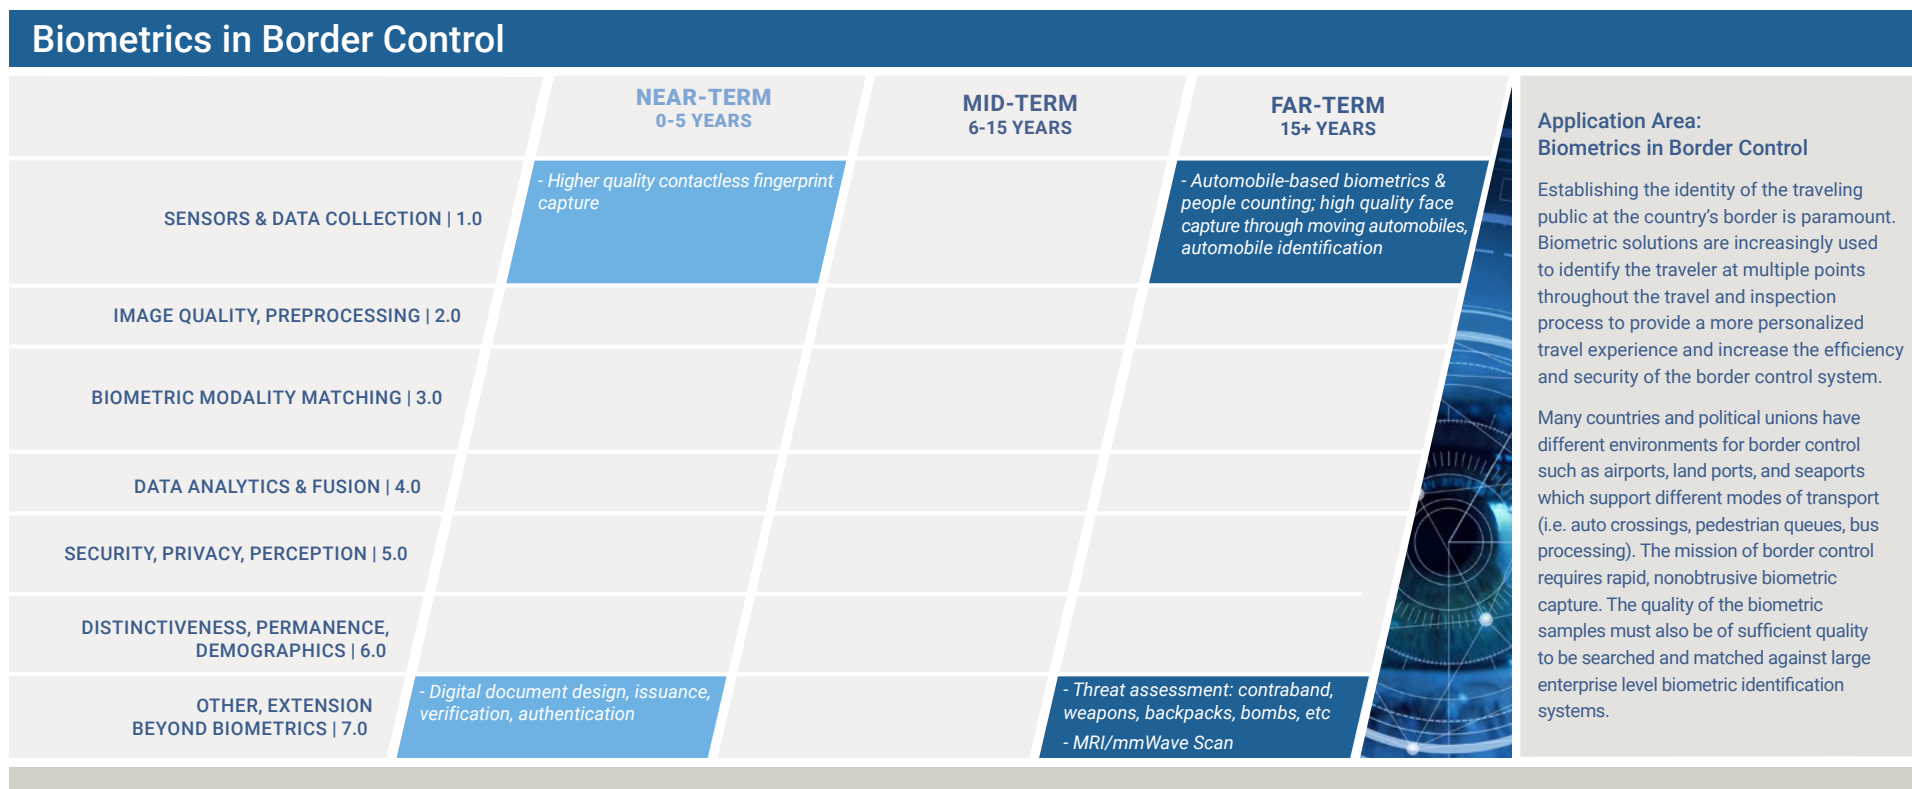 Biometrics in Border Control
NEAR-TERM
0-5 YEARS
MID-TERM
6-15 YEARS
FAR-TERM
15+ YEARS
SENSORS & DATA COLLECTION | 1.0
- Higher quality contactless fingerprint
capture
- Automobile-based biometrics &
people counting; high quality face
capture through moving automobiles,
automobile identification
IMAGE QUALITY, PREPROCESSING | 2.0
BIOMETRIC MODALITY MATCHING | 3.0
DATA ANALYTICS & FUSION | 4.0
SECURITY, PRIVACY, PERCEPTION | 5.0
DISTINCTIVENESS, PERMANENCE,
DEMOGRAPHICS | 6.0
OTHER, EXTENSION
BEYOND BIOMETRICS | 7.0
- Digital document design, issuance,
verification, authentication
- Threat assessment: contraband,
weapons, backpacks, bombs, etc
- MRI/mmWave Scan
Application Area:
Biometrics in Border Control
Establishing the identity of the traveling
public at the country's border is paramount.
Biometric solutions are increasingly used
to identify the traveler at multiple points
throughout the travel and inspection
process to provide a more personalized
travel experience and increase the efficiency
and security of the border control system.
Many countries and political unions have
different environments for border control
such as airports, land ports, and seaports
which support different modes of transport
(i.e. auto crossings, pedestrian queues, bus
processing). The mission of border control
requires rapid, nonobtrusive biometric
capture. The quality of the biometric
samples must also be of sufficient quality
to be searched and matched against large
enterprise level biometric identification
systems.